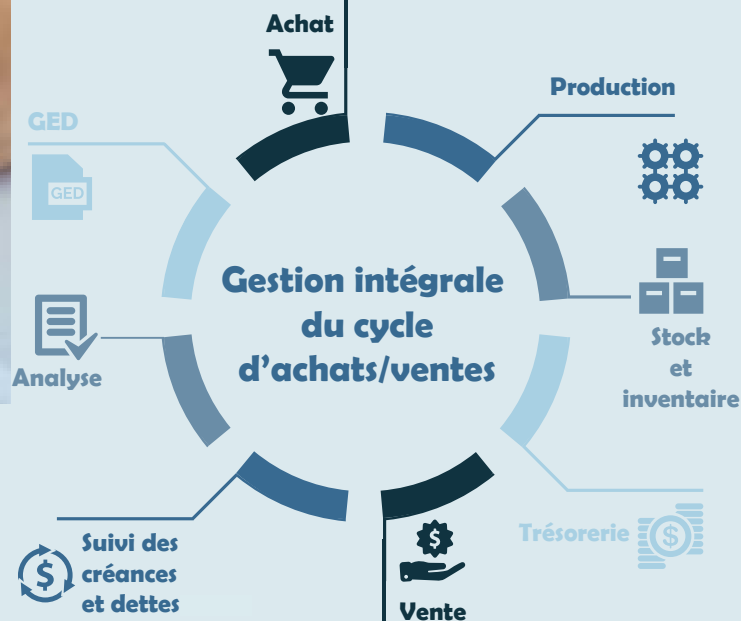 Achat
Production
GED
GED
Gestion intégrale
du cycle
d'achats/ventes
Stock
et
inventaire
Analyse
Trésorerie
$
Suivi des
créances
et dettes
$
$
Vente